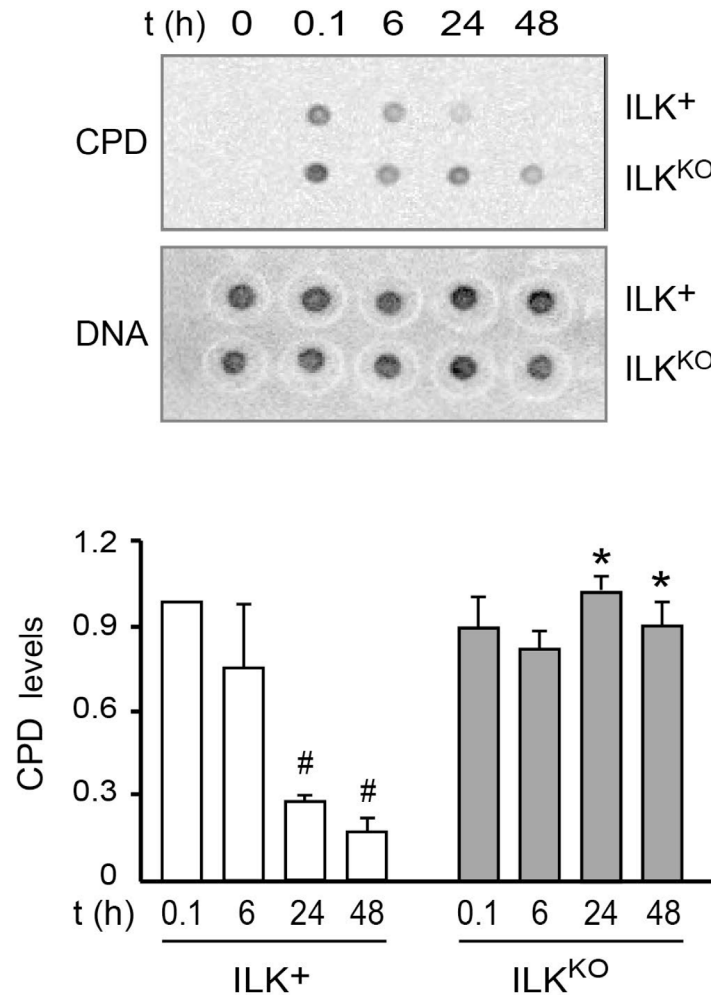 t (h) 0 0.1 6 24 48
CPD
ILK+
ILKKO
DNA
ILK+
ILKKO
1.2
0.9
0.6
0.3
0
CPD levels
# # * *
t (h) 0.1 6 24 48 0.1 6 24 48
ILK+ ILKKO